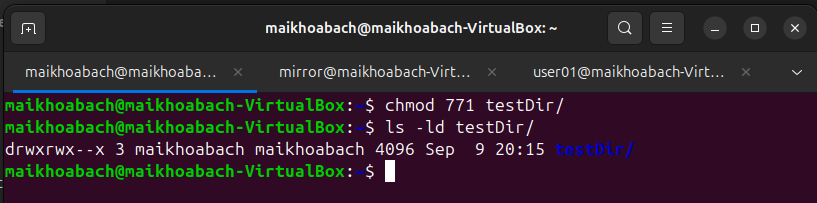 maikhoabach@maikhoabach-VirtualBox: ~
maikhoabach@maikhoaba... mirror@maikhoabach-Virt... user01@maikhoabach-Virt...
maikhoabach@maikhoabach-VirtualBox:~$ chmod 771 testDir/
maikhoabach@maikhoabach-VirtualBox:~$ ls -ld testDir/
drwxrwx--x 3 maikhoabach maikhoabach 4096 Sep  9 20:15 testDir/
maikhoabach@maikhoabach-VirtualBox:~$